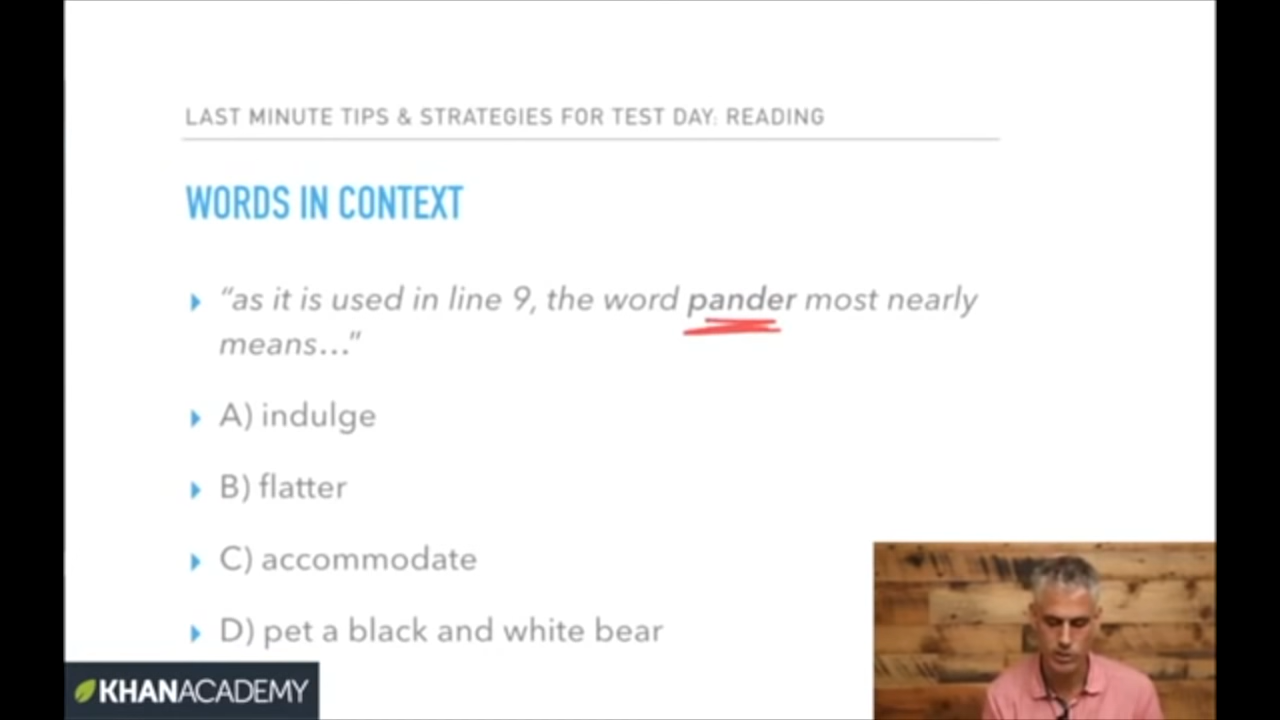 LAST MINUTE TIPS & STRATEGIES FOR TEST DAY: READING
WORDS IN CONTEXT
“as it is used in line 9, the word pander most nearly
means...”
A) indulge
B) flatter
C) accommodate
D) pet a black and white bear
KHANACADEMY